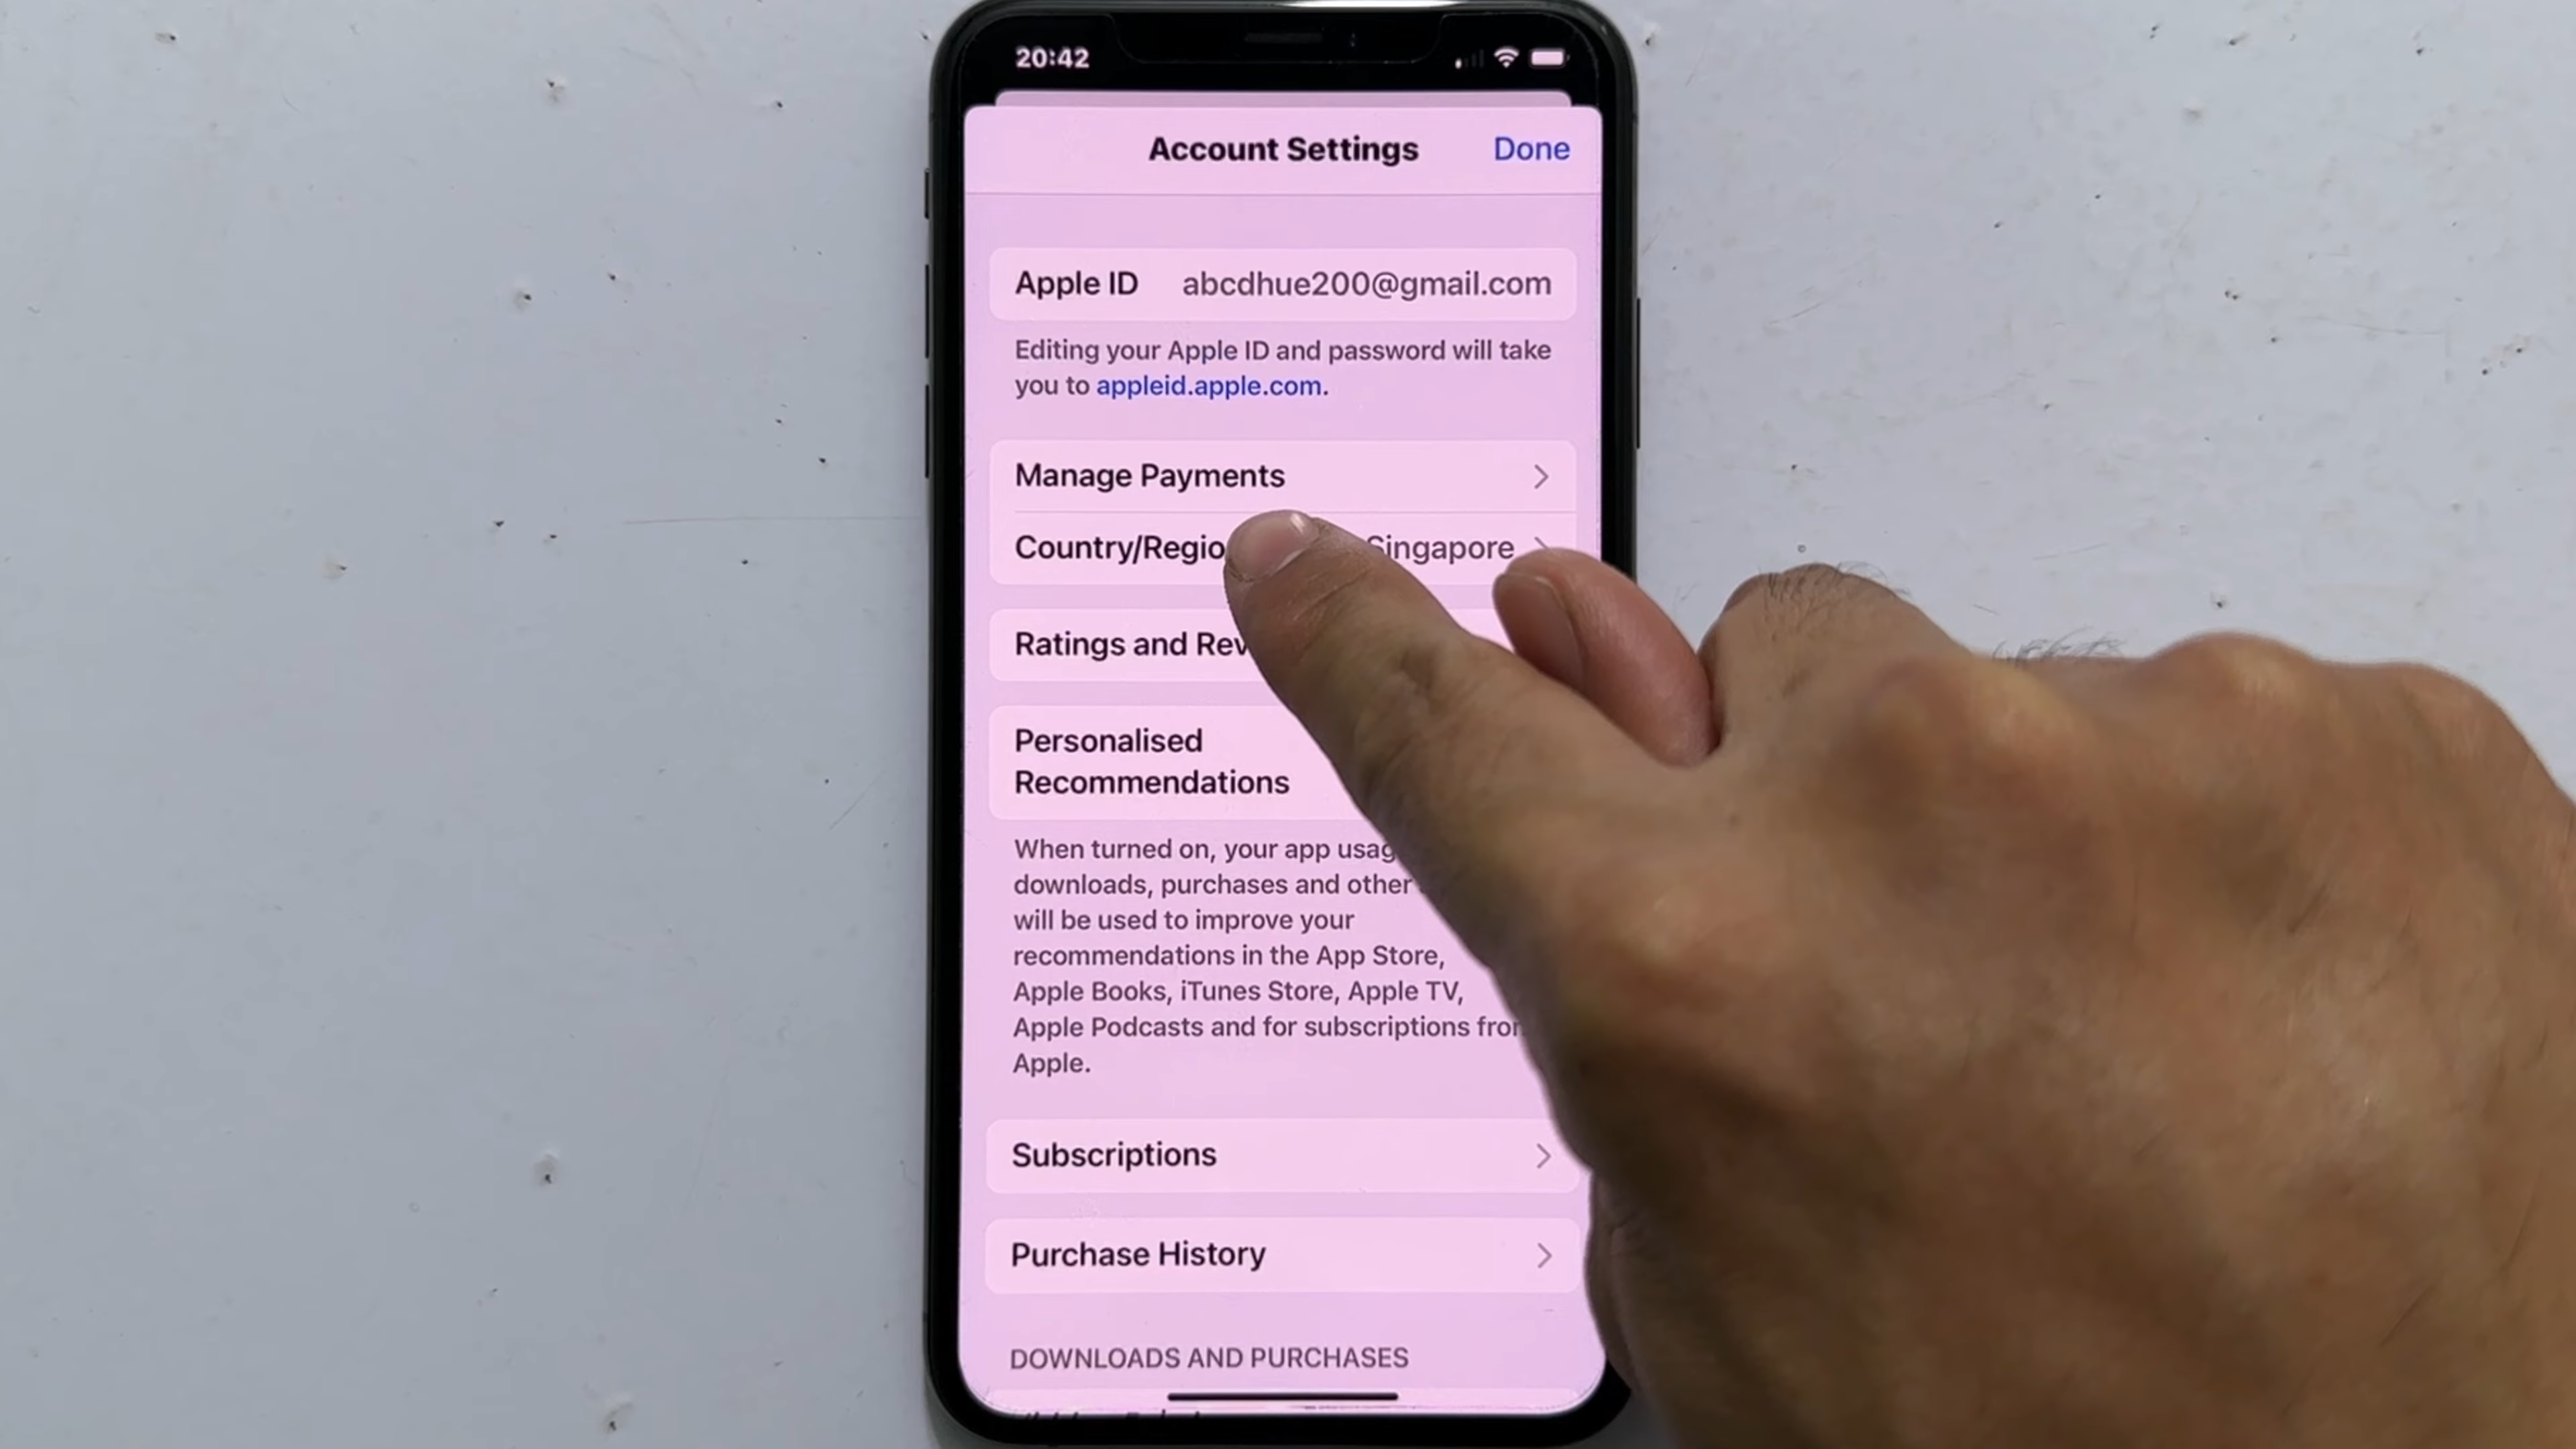 20:42
Account Settings Done
Apple ID abcdhue200@gmail.com
Editing your Apple ID and password will take
you to appleid.apple.com.
Manage Payments
Country/Regio Singapore
Ratings and Rev
Personalised
Recommendations
When turned on, your app usag
downloads, purchases and other
will be used to improve your
recommendations in the App Store,
Apple Books, iTunes Store, Apple TV,
Apple Podcasts and for subscriptions from
Apple.
Subscriptions
Purchase History
DOWNLOADS AND PURCHASES